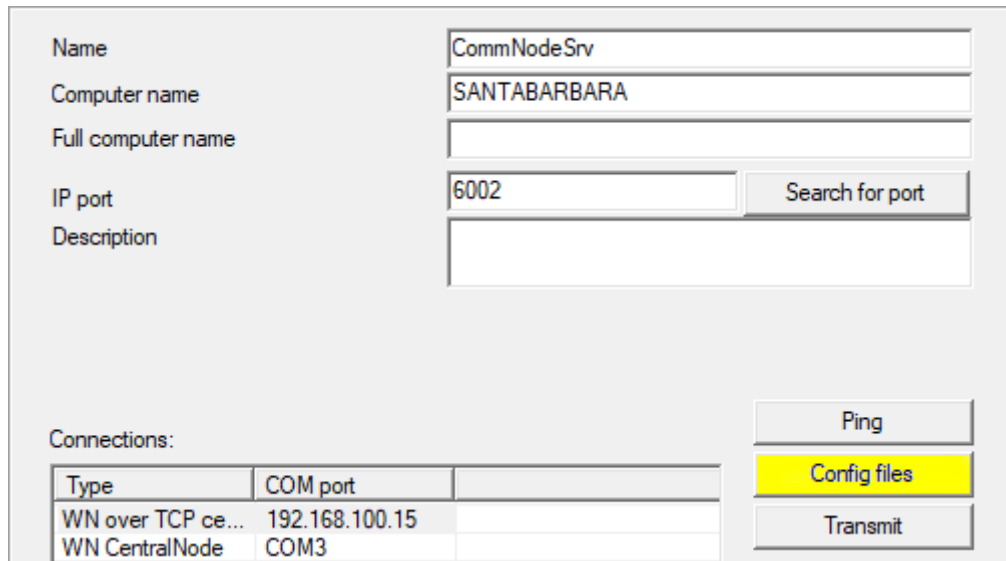 Name CommNodeSrv
Computer name SANTABARBARA
Full computer name
IP port 6002 Search for port
Description
Ping
Connections:
Config files
Type COM port
WN over TCP ce... 192.168.100.15
Transmit
WN CentralNode COM3